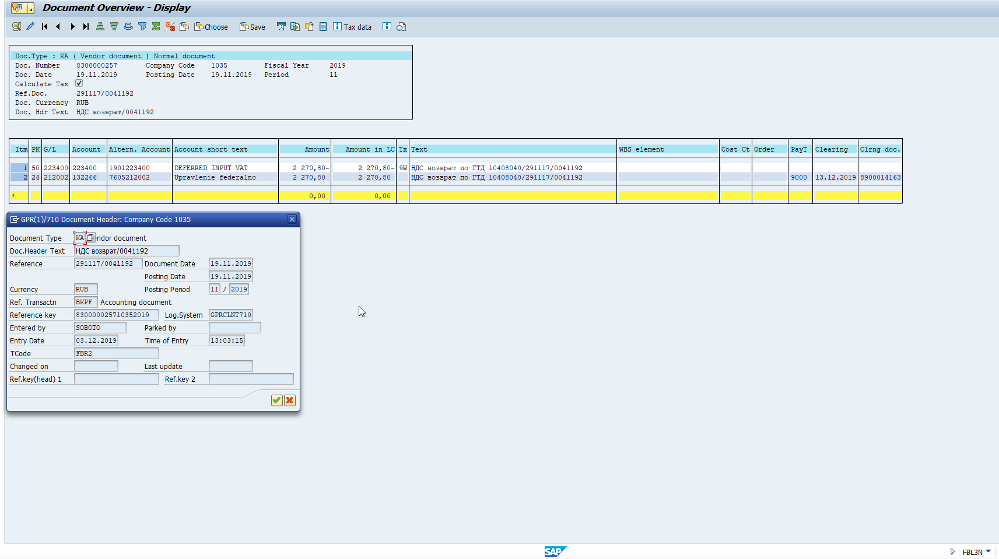 Document Overview - Display
Choose Save Tax data
Doc.Type : KA ( Vendor document ) Normal document
Doc. Number 8300000257 Company Code 1035 Fiscal Year 2019
Doc. Date 19.11.2019 Posting Date 19.11.2019 Period 11
Calculate Tax
Ref.Doc. 291117/0041192
Doc. Currency RUB
Doc. Hdr Text НДС возврат/0041192
Itm PK G/L Account Altern. Account Account short text Amount Amount in LC Tx Text WBS element Cost Ct Order PayT Clearing Clrng doc.
1 50 223400 223400 1901223400 DEFERRED INPUT VAT 2 270,80- 2 270,80- 9W НДС возврат по ГТД 10408040/291117/0041192
2 24 212002 132266 7605212002 Upravlenie federalno 2 270,80 2 270,80 НДС возврат по ГТД 10408040/291117/0041192 9000 13.12.2019 8900014163
* 0,00 0,00
GPR(1)/710 Document Header: Company Code 1035
Document Type KA endor document
Doc.Header Text НДС возврат/0041192
Reference 291117/0041192 Document Date 19.11.2019
Posting Date 19.11.2019
Currency RUB Posting Period 11 / 2019
Ref. Transactn BKPF Accounting document
Reference key 830000025710352019 Log.System GPRCLNT710
Entered by SOBOTO Parked by
Entry Date 03.12.2019 Time of Entry 13:03:15
TCode FBR2
Changed on Last update
Ref.key(head) 1 Ref.key 2
SAP FBL3N